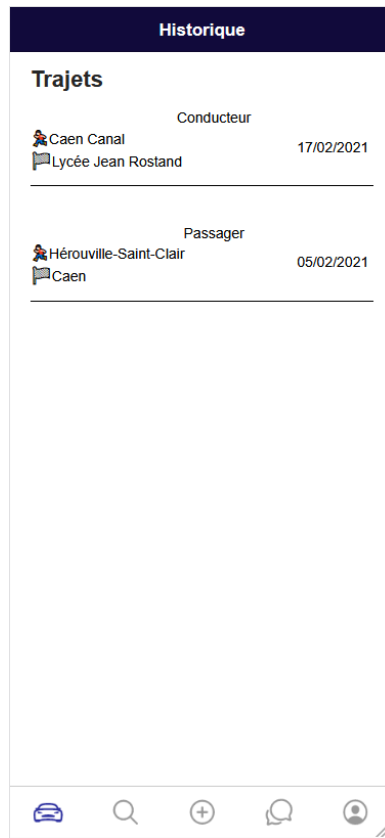 Historique
Trajets
Conducteur
Caen Canal
17/02/2021
Lycée Jean Rostand
Passager
Hérouville-Saint-Clair
05/02/2021
Caen